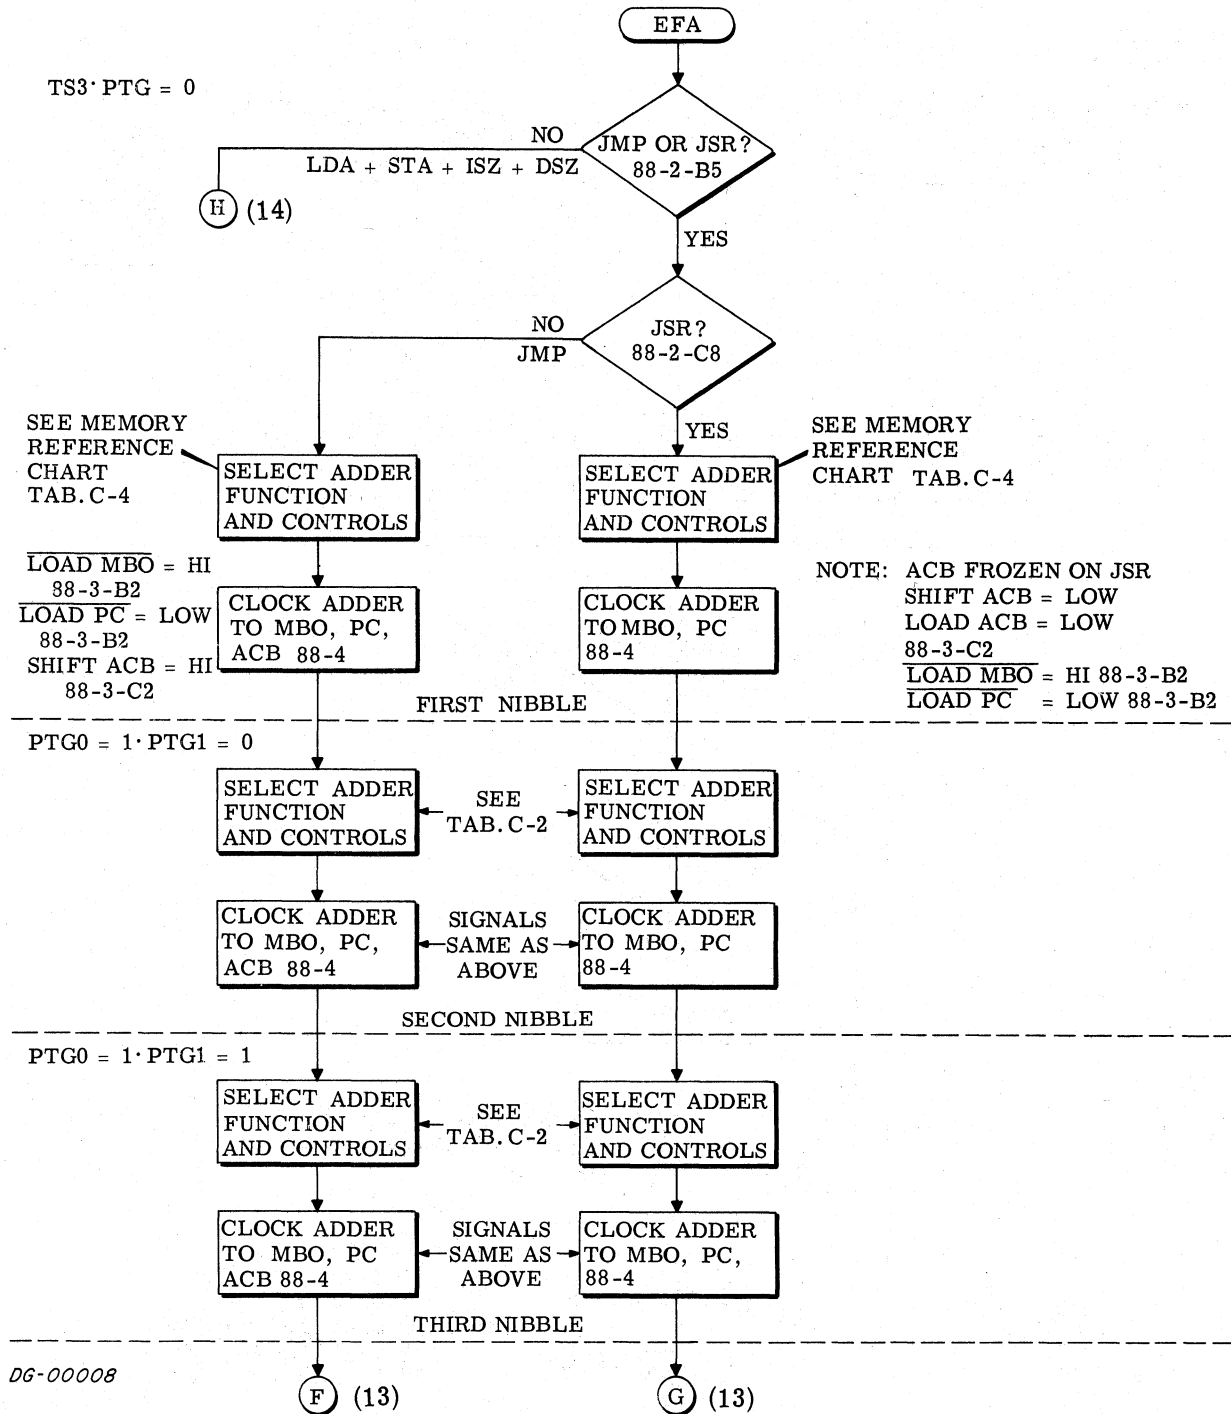 EFA
TS3·PTG = 0
JMP OR JSR?
88-2-B5
NO
LDA + STA + ISZ + DSZ
H (14)
YES
JSR?
88-2-C8
NO
JMP
YES
SEE MEMORY
REFERENCE
CHART
TAB.C-4
SELECT ADDER
FUNCTION
AND CONTROLS
SELECT ADDER
FUNCTION
AND CONTROLS
SEE MEMORY
REFERENCE
CHART TAB.C-4
LOAD MBO = HI
88-3-B2
LOAD PC = LOW
88-3-B2
SHIFT ACB = HI
88-3-C2
CLOCK ADDER
TO MBO, PC,
ACB 88-4
CLOCK ADDER
TO MBO, PC
88-4
NOTE: ACB FROZEN ON JSR
SHIFT ACB = LOW
LOAD ACB = LOW
88-3-C2
LOAD MBO = HI 88-3-B2
LOAD PC = LOW 88-3-B2
FIRST NIBBLE
PTG0 = 1·PTG1 = 0
SELECT ADDER
FUNCTION
AND CONTROLS
SEE
TAB.C-2
SELECT ADDER
FUNCTION
AND CONTROLS
CLOCK ADDER
TO MBO, PC,
ACB 88-4
SIGNALS
SAME AS
ABOVE
CLOCK ADDER
TO MBO, PC
88-4
SECOND NIBBLE
PTG0 = 1·PTG1 = 1
SELECT ADDER
FUNCTION
AND CONTROLS
SEE
TAB.C-2
SELECT ADDER
FUNCTION
AND CONTROLS
CLOCK ADDER
TO MBO, PC
ACB 88-4
SIGNALS
SAME AS
ABOVE
CLOCK ADDER
TO MBO, PC,
88-4
THIRD NIBBLE
DG-00008
F (13)
G (13)